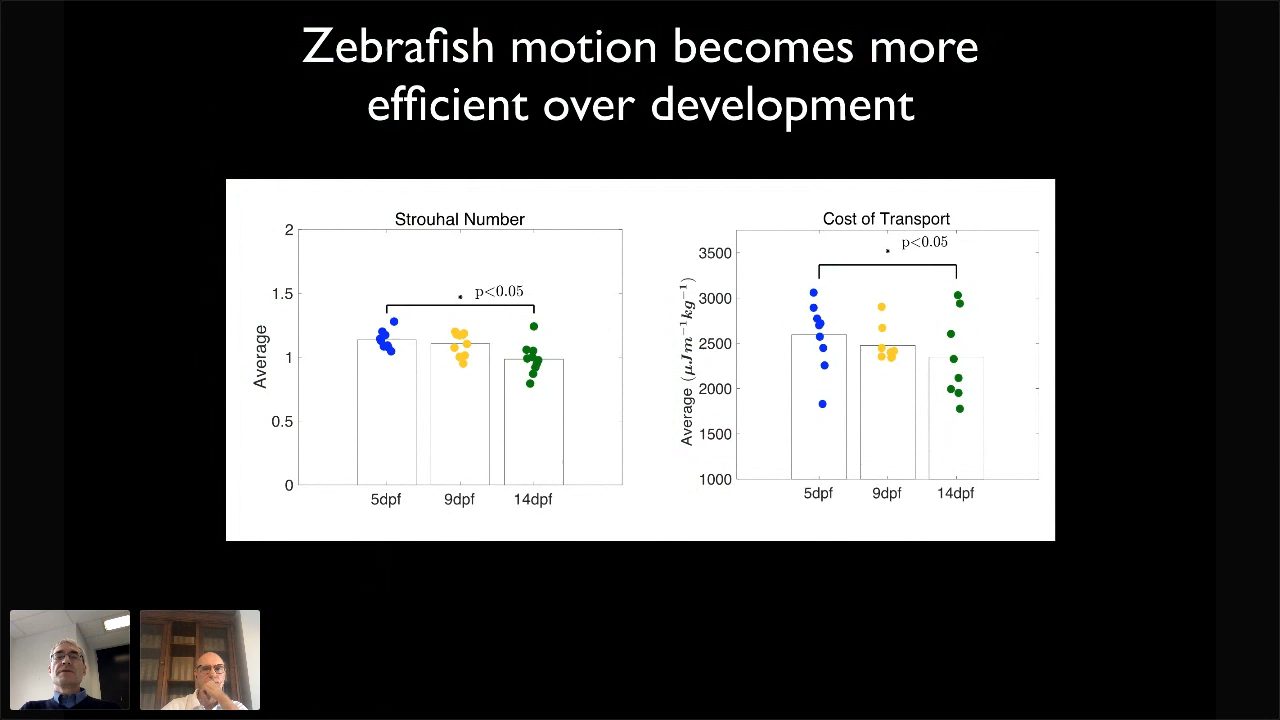 Zebrafish motion becomes more
efficient over development
Strouhal Number
2
1.5
1
0.5
0
Average
* p<0.05
5dpf 9dpf 14dpf
Cost of Transport
3500
3000
2500
2000
1500
1000
Average (μJm⁻¹kg⁻¹)
* p<0.05
5dpf 9dpf 14dpf